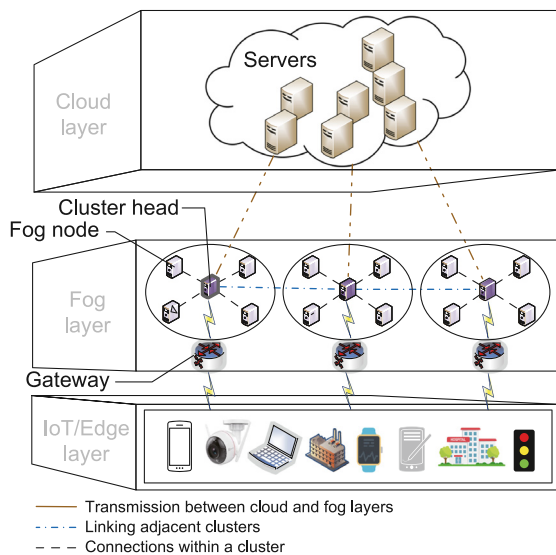 Servers
Cloud
layer
Cluster head
Fog node
Fog
layer
Gateway
IoT/Edge
layer
HOSPITAL
Transmission between cloud and fog layers
Linking adjacent clusters
Connections within a cluster